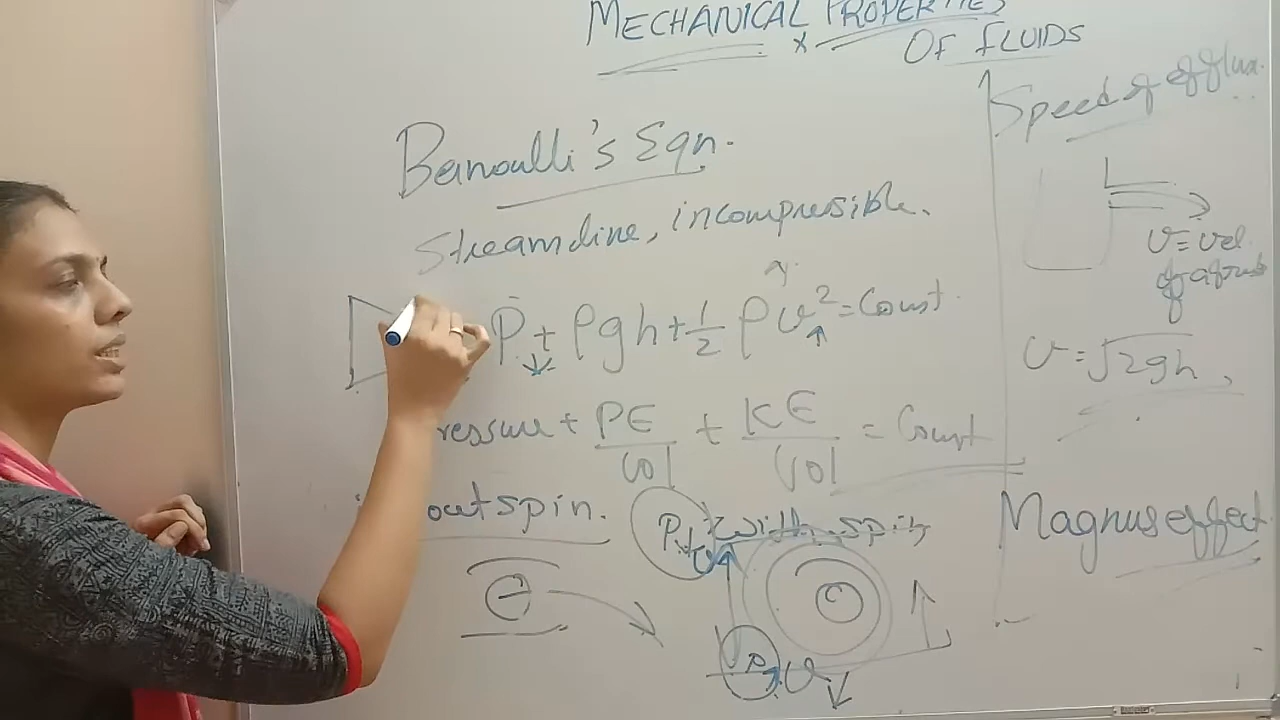 MECHANICAL PROPERTIES
OF FLUIDS
Bernoulli's Eqn.
Streamline, incompressible.
P + ρgh + 1/2 ρv² = Const.
ressure + PE/Vol + KE/Vol = Const
out spin.
with spin
P↓ v↑
P↑ v↓
Speed of efflux.
v = vel.
of
v = √2gh
Magnus effect